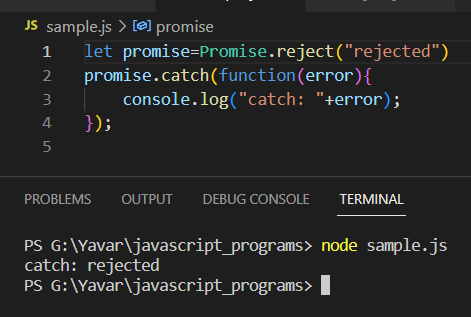 JS sample.js > promise
1 let promise=Promise.reject("rejected")
2 promise.catch(function(error){
3 console.log("catch: "+error);
4 });
5
PROBLEMS OUTPUT DEBUG CONSOLE TERMINAL
PS G:\Yavar\javascript_programs> node sample.js
catch: rejected
PS G:\Yavar\javascript_programs>